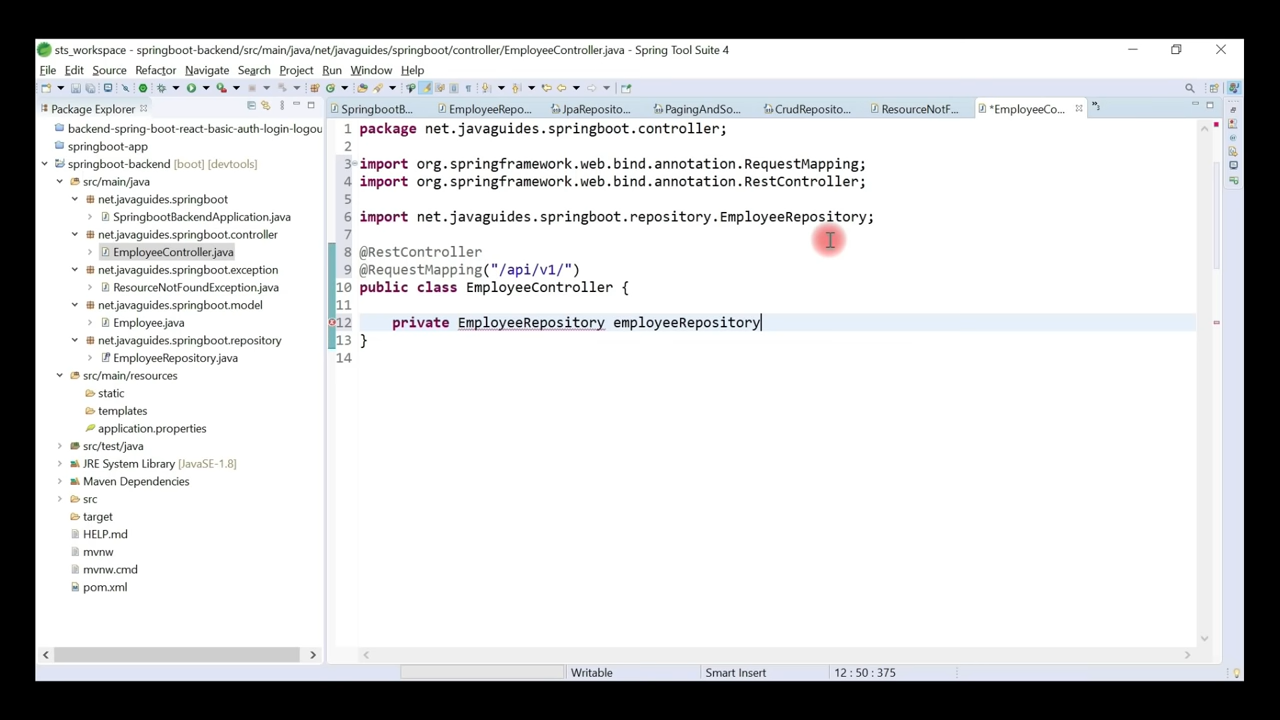 sts_workspace - springboot-backend/src/main/java/net/javaguides/springboot/controller/EmployeeController.java - Spring Tool Suite 4
File Edit Source Refactor Navigate Search Project Run Window Help
Package Explorer
SpringbootB... EmployeeRepo... JpaReposito... PagingAndSo... CrudReposito... ResourceNotF... *EmployeeCo...
backend-spring-boot-react-basic-auth-login-logou
springboot-app
springboot-backend [boot] [devtools]
src/main/java
net.javaguides.springboot
SpringbootBackendApplication.java
net.javaguides.springboot.controller
EmployeeController.java
net.javaguides.springboot.exception
ResourceNotFoundException.java
net.javaguides.springboot.model
Employee.java
net.javaguides.springboot.repository
EmployeeRepository.java
src/main/resources
static
templates
application.properties
src/test/java
JRE System Library [JavaSE-1.8]
Maven Dependencies
src
target
HELP.md
mvnw
mvnw.cmd
pom.xml
1 package net.javaguides.springboot.controller;
2
3 import org.springframework.web.bind.annotation.RequestMapping;
4 import org.springframework.web.bind.annotation.RestController;
5
6 import net.javaguides.springboot.repository.EmployeeRepository;
7
8 @RestController
9 @RequestMapping("/api/v1/")
10 public class EmployeeController {
11
12 private EmployeeRepository employeeRepository
13 }
14
Writable Smart Insert 12 : 50 : 375